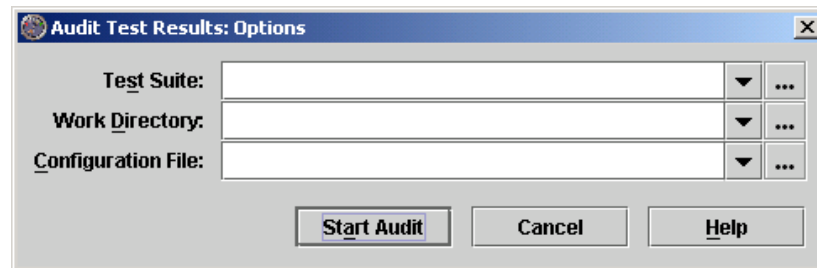 Audit Test Results: Options
Test Suite:
...
Work Directory:
...
Configuration File:
...
Start Audit Cancel Help